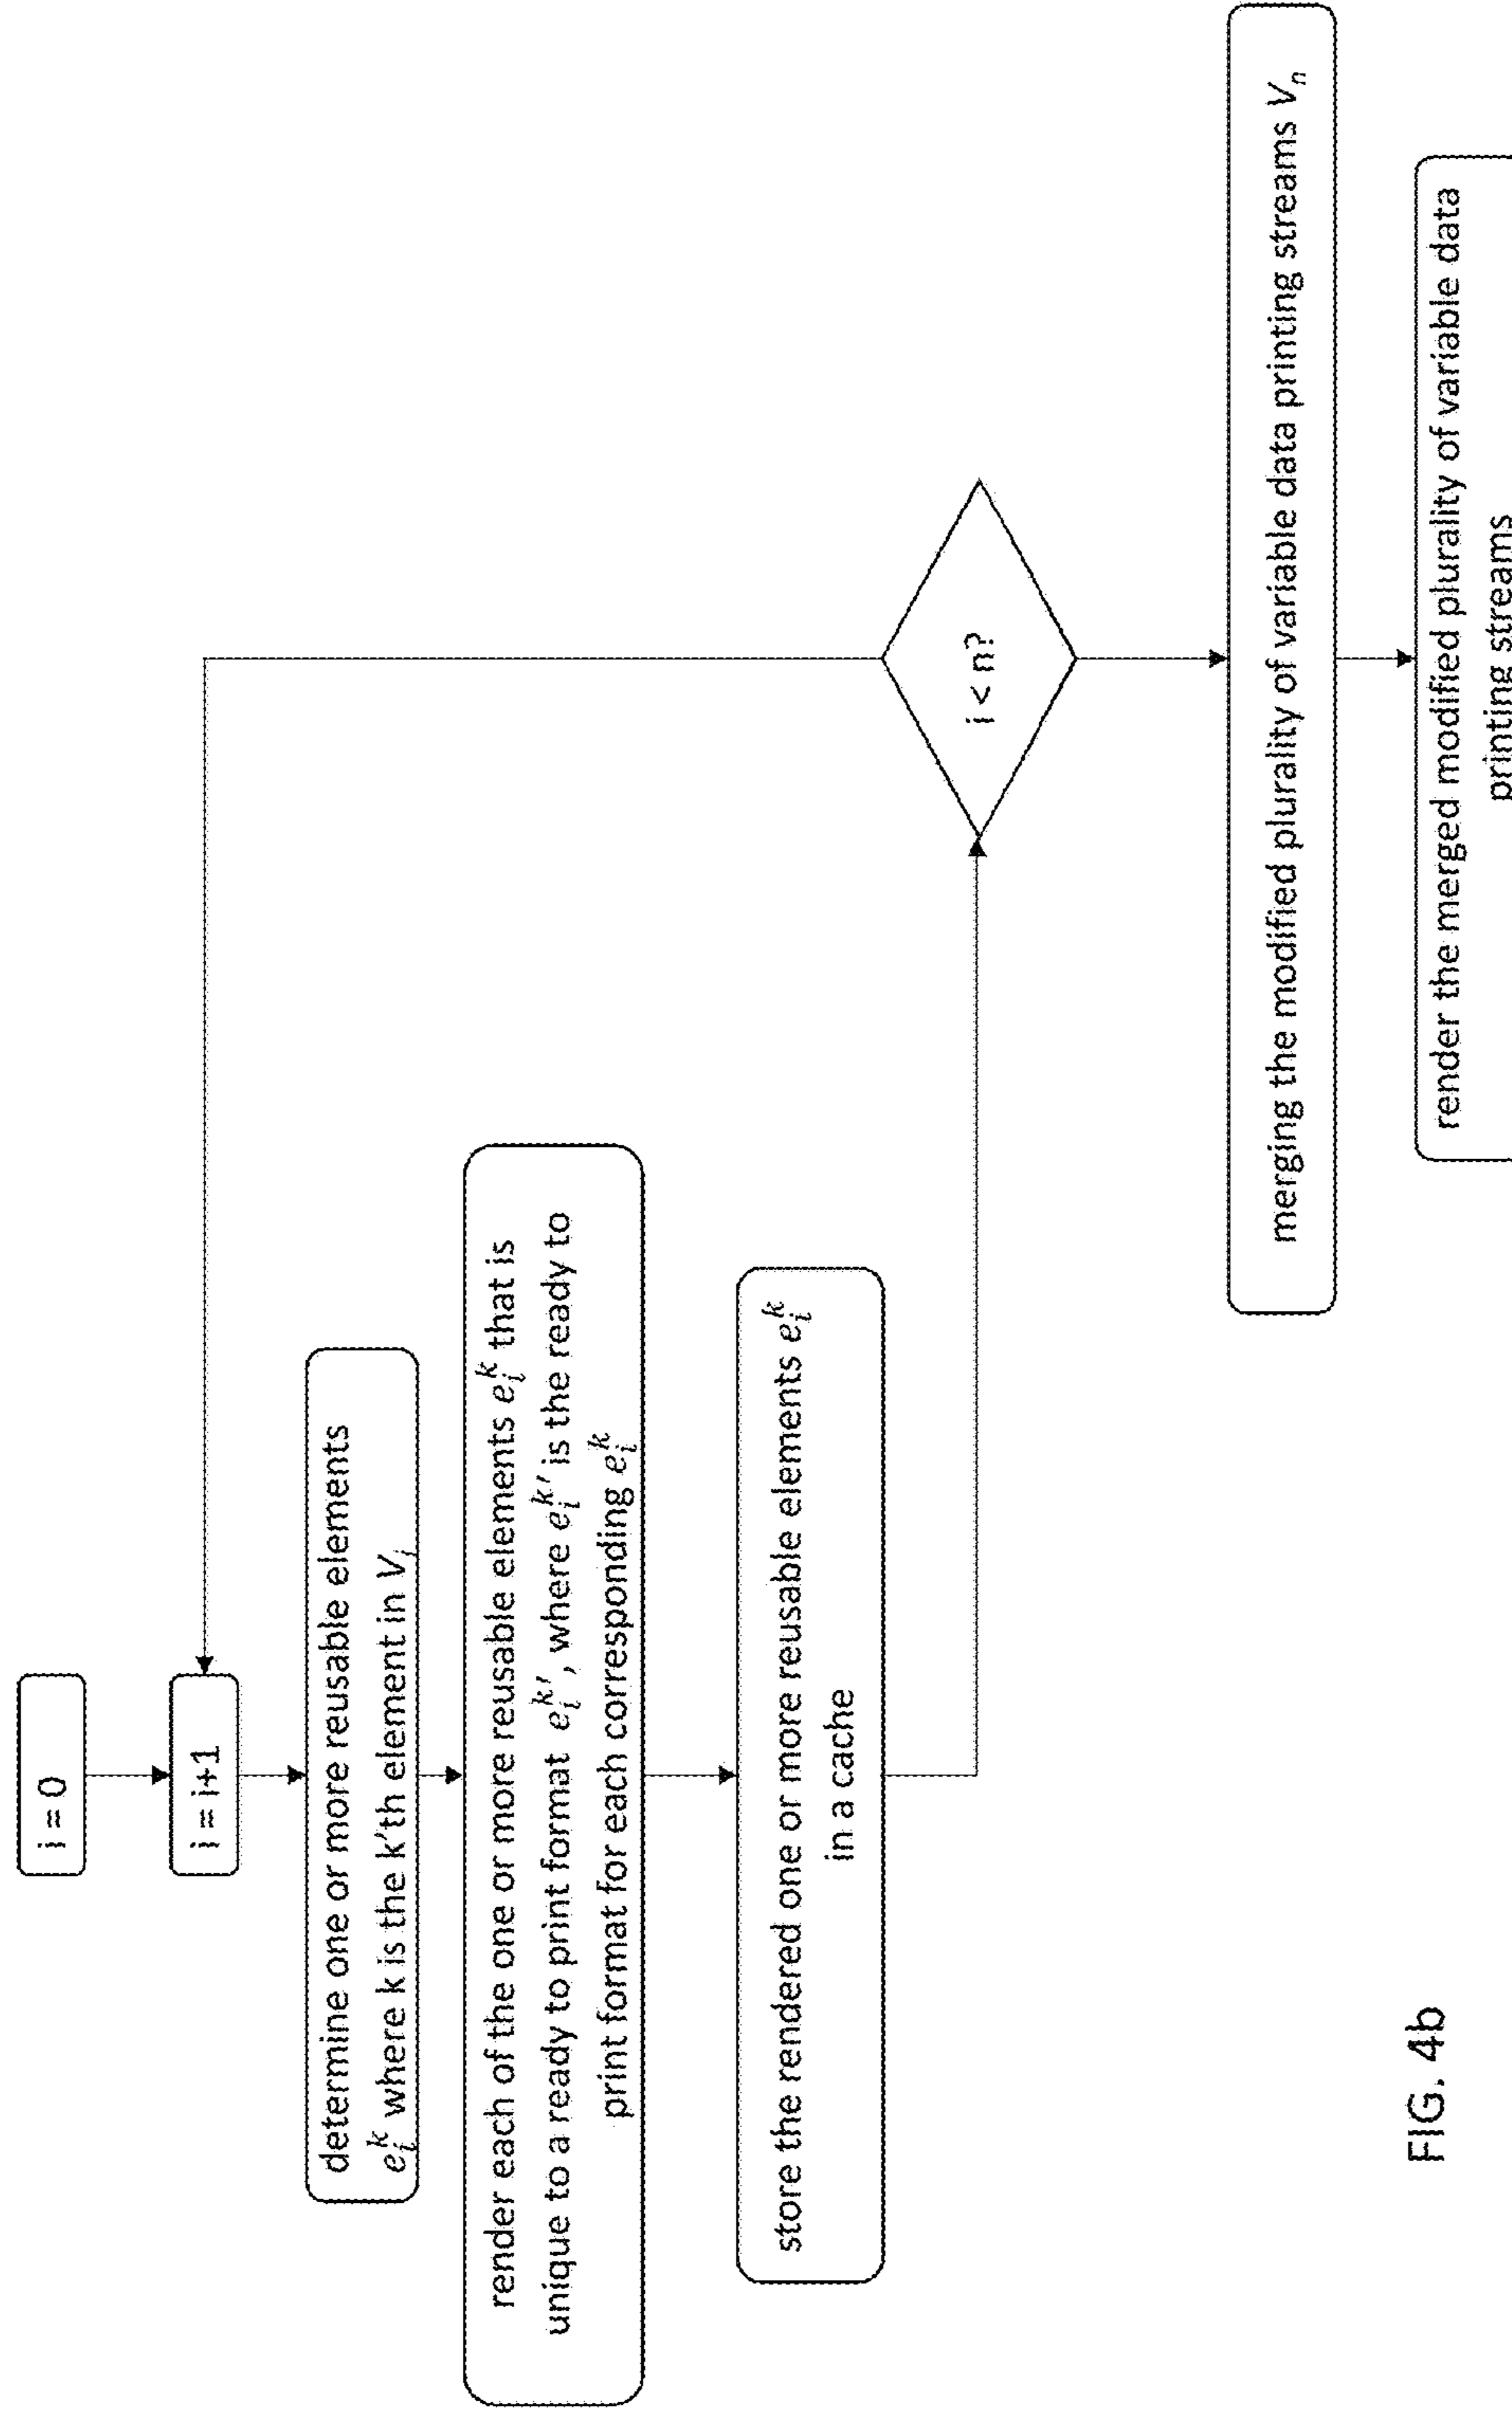 i = 0
i = i+1
determine one or more reusable elements
$e_i^k$ where k is the k'th element in $V_i$
render each of the one or more reusable elements $e_i^k$ that is
unique to a ready to print format $e_i^{k'}$, where $e_i^{k'}$ is the ready to
print format for each corresponding $e_i^k$
store the rendered one or more reusable elements $e_i^k$
in a cache
i < n?
merging the modified plurality of variable data printing streams $V_n$
render the merged modified plurality of variable data
printing streams
FIG. 4b